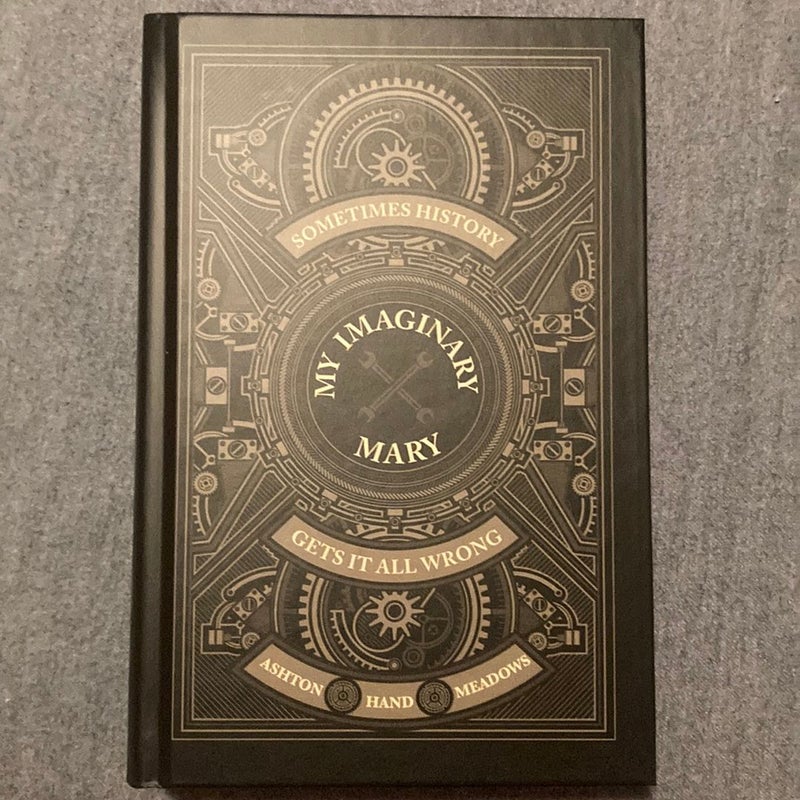 SOMETIMES HISTORY
MY IMAGINARY
MARY
GETS IT ALL WRONG
ASHTON HAND MEADOWS